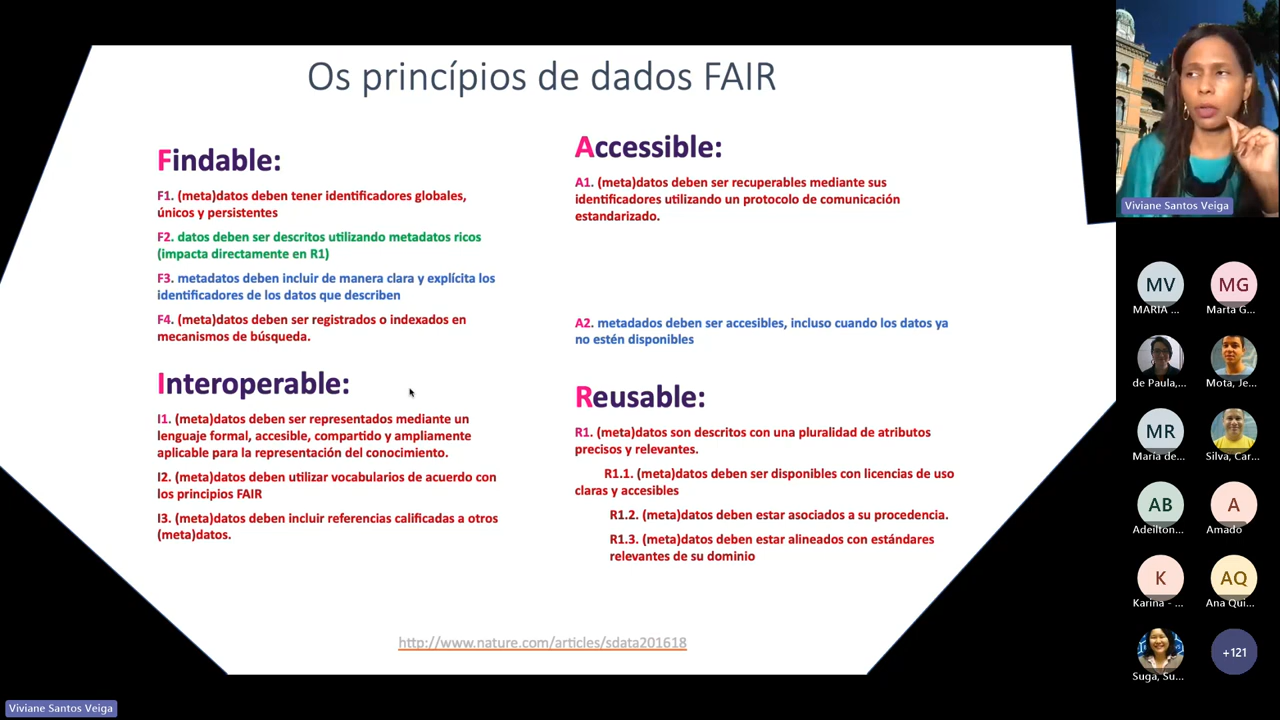 Os princípios de dados FAIR
Findable:
F1. (meta)datos deben tener identificadores globales,
únicos y persistentes
F2. datos deben ser descritos utilizando metadatos ricos
(impacta directamente en R1)
F3. metadatos deben incluir de manera clara y explícita los
identificadores de los datos que describen
F4. (meta)datos deben ser registrados o indexados en
mecanismos de búsqueda.
Interoperable:
I1. (meta)datos deben ser representados mediante un
lenguaje formal, accesible, compartido y ampliamente
aplicable para la representación del conocimiento.
I2. (meta)datos deben utilizar vocabularios de acuerdo con
los principios FAIR
I3. (meta)datos deben incluir referencias calificadas a otros
(meta)datos.
Accessible:
A1. (meta)datos deben ser recuperables mediante sus
identificadores utilizando un protocolo de comunicación
estandarizado.
A2. metadados deben ser accesibles, incluso cuando los datos ya
no estén disponibles
Reusable:
R1. (meta)datos son descritos con una pluralidad de atributos
precisos y relevantes.
R1.1. (meta)datos deben ser disponibles con licencias de uso
claras y accesibles
R1.2. (meta)datos deben estar asociados a su procedencia.
R1.3. (meta)datos deben estar alineados con estándares
relevantes de su dominio
http://www.nature.com/articles/sdata201618
Viviane Santos Veiga
MV
MARIA ...
MG
Marta G...
de Paula,...
Mota, Je...
MR
Maria de...
Silva, Car...
AB
Adeilton...
A
Amado
K
Karina - ...
AQ
Ana Qui...
Suga, Su...
+121
Viviane Santos Veiga